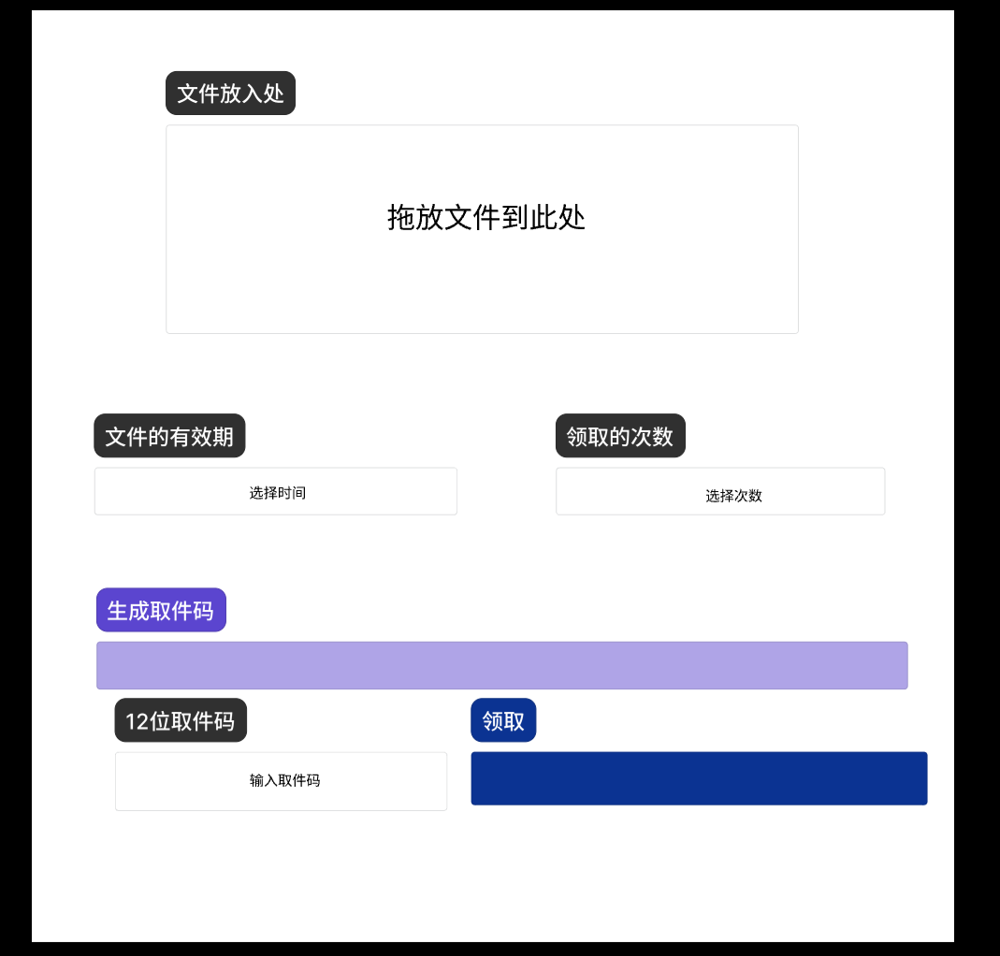 文件放入处
拖放文件到此处
文件的有效期
领取的次数
选择时间
选择次数
生成取件码
12位取件码
领取
输入取件码